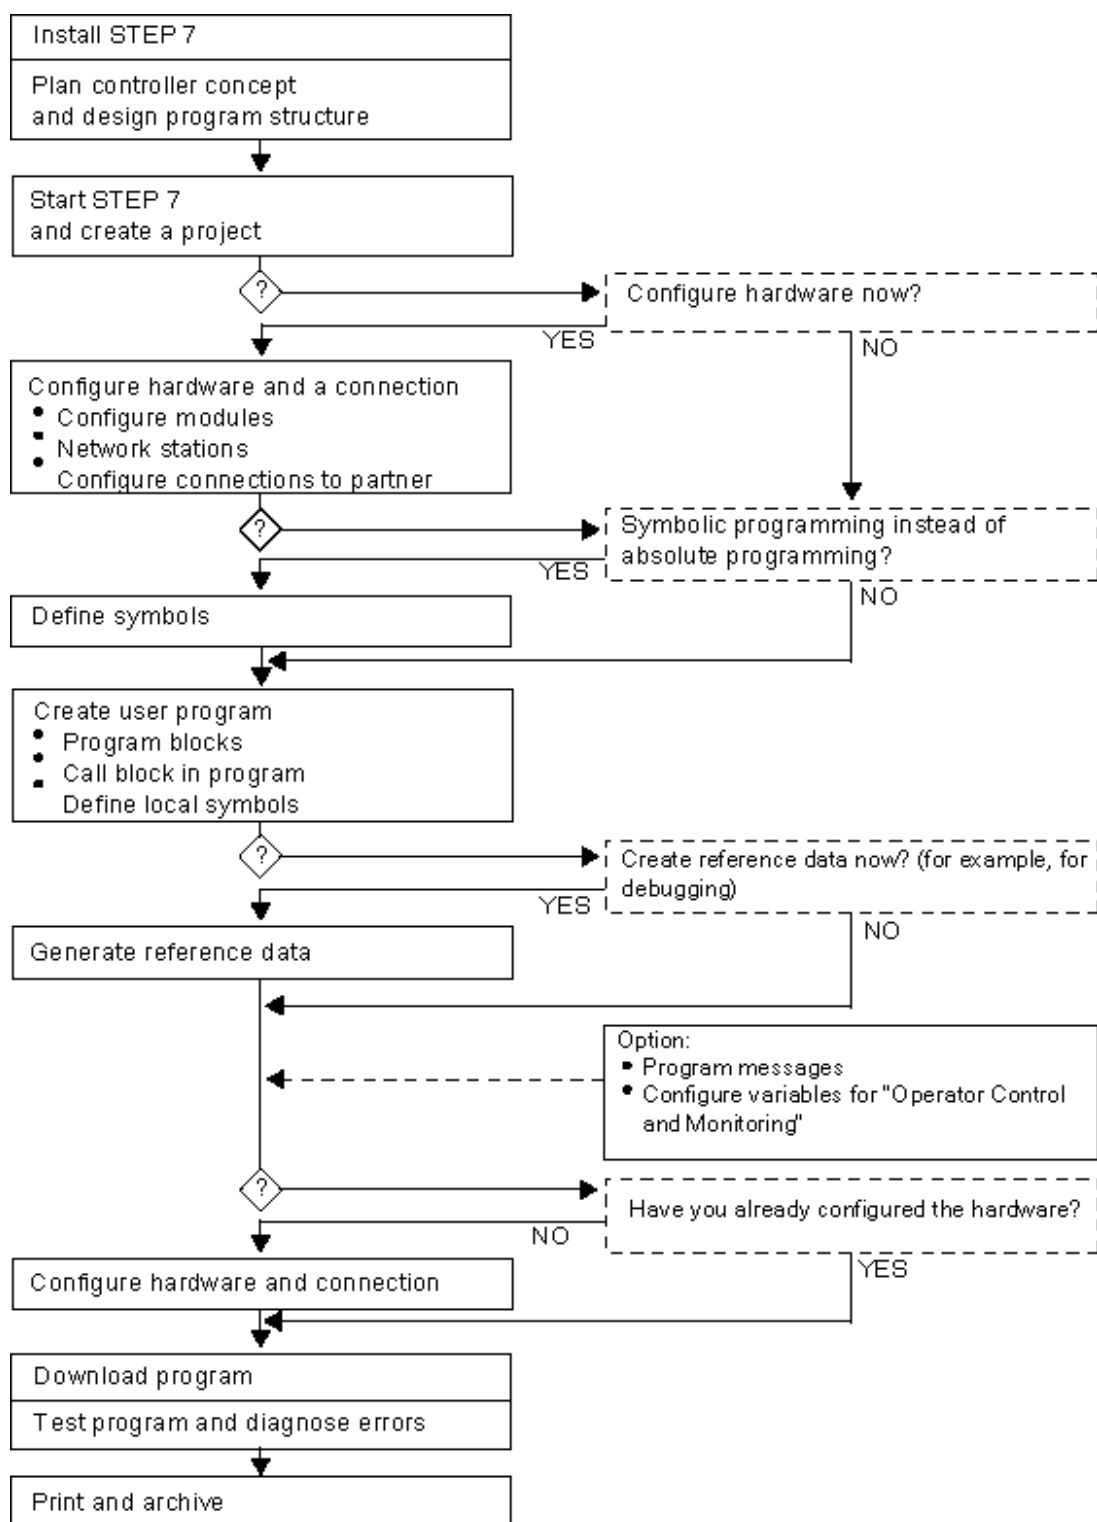 Install STEP 7
Plan controller concept
and design program structure
Start STEP 7
and create a project
?
Configure hardware now?
YES
NO
Configure hardware and a connection
• Configure modules
• Network stations
• Configure connections to partner
?
Symbolic programming instead of
absolute programming?
YES
NO
Define symbols
Create user program
• Program blocks
• Call block in program
• Define local symbols
?
Create reference data now? (for example, for
debugging)
YES
NO
Generate reference data
Option:
• Program messages
• Configure variables for "Operator Control
and Monitoring"
?
Have you already configured the hardware?
NO
YES
Configure hardware and connection
Download program
Test program and diagnose errors
Print and archive